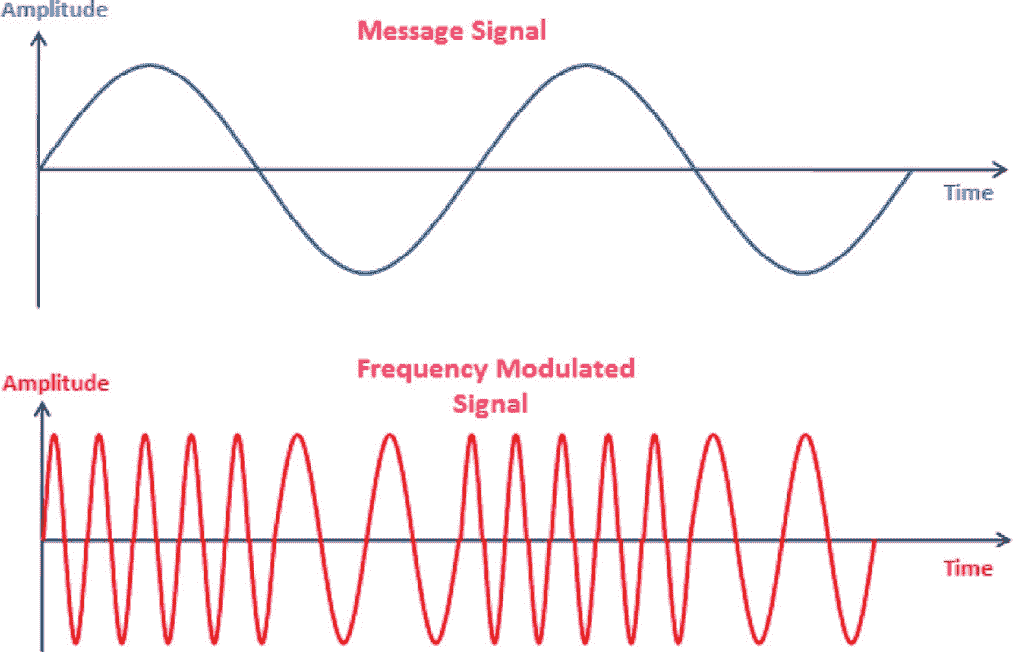 Amplitude
Message Signal
Time
Frequency Modulated
Signal
Amplitude
Time